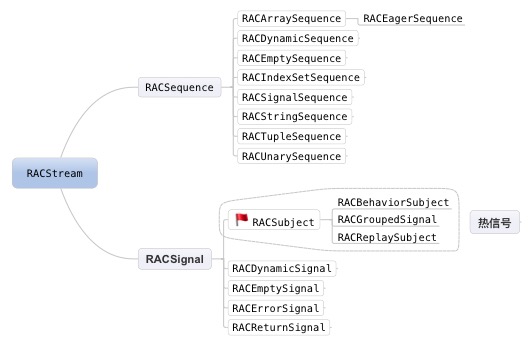 RACArraySequence
RACEagerSequence
RACDynamicSequence
RACEmptySequence
RACSequence
RACIndexSetSequence
RACSignalSequence
RACStringSequence
RACTupleSequence
RACUnarySequence
RACStream
RACBehaviorSubject
RACSubject
RACGroupedSignal
热信号
RACReplaySubject
RACSignal
RACDynamicSignal
RACEmptySignal
RACErrorSignal
RACReturnSignal